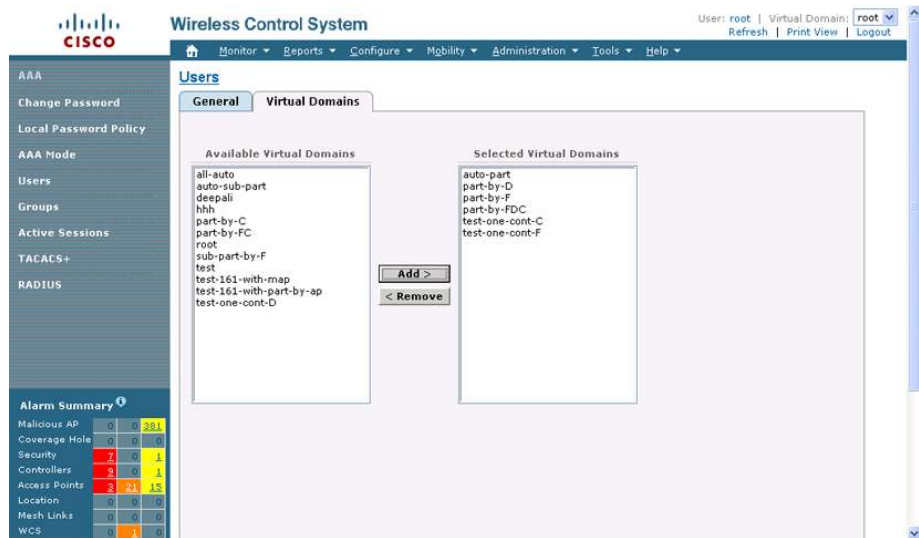 CISCO
Wireless Control System
User: root | Virtual Domain: root
Refresh | Print View | Logout
Monitor Reports Configure Mobility Administration Tools Help
AAA
Change Password
Local Password Policy
AAA Mode
Users
Groups
Active Sessions
TACACS+
RADIUS
Users
General Virtual Domains
Available Virtual Domains
all-auto
auto-sub-part
deepali
hhh
part-by-C
part-by-FC
root
sub-part-by-F
test
test-161-with-map
test-161-with-part-by-ap
test-one-cont-D
Add >
< Remove
Selected Virtual Domains
auto-part
part-by-D
part-by-F
part-by-FDC
test-one-cont-C
test-one-cont-F
Alarm Summary
Malicious AP 0 0 381
Coverage Hole 0 0 0
Security 7 0 1
Controllers 9 0 1
Access Points 3 21 15
Location 0 0 0
Mesh Links 0 0 0
WCS 0 1 0